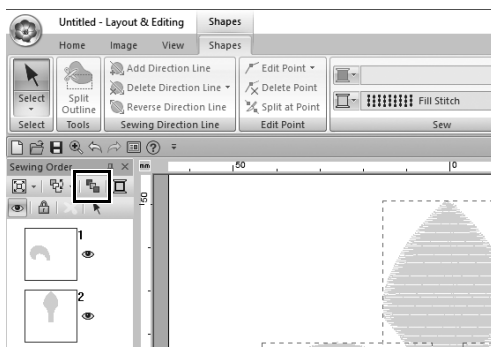 Untitled - Layout & Editing Shapes
Home Image View Shapes
Select
Select
Split Outline
Tools
Add Direction Line
Delete Direction Line
Reverse Direction Line
Sewing Direction Line
Edit Point
Delete Point
Split at Point
Edit Point
Fill Stitch
Sew
Sewing Order
mm
50
0
50
1
2